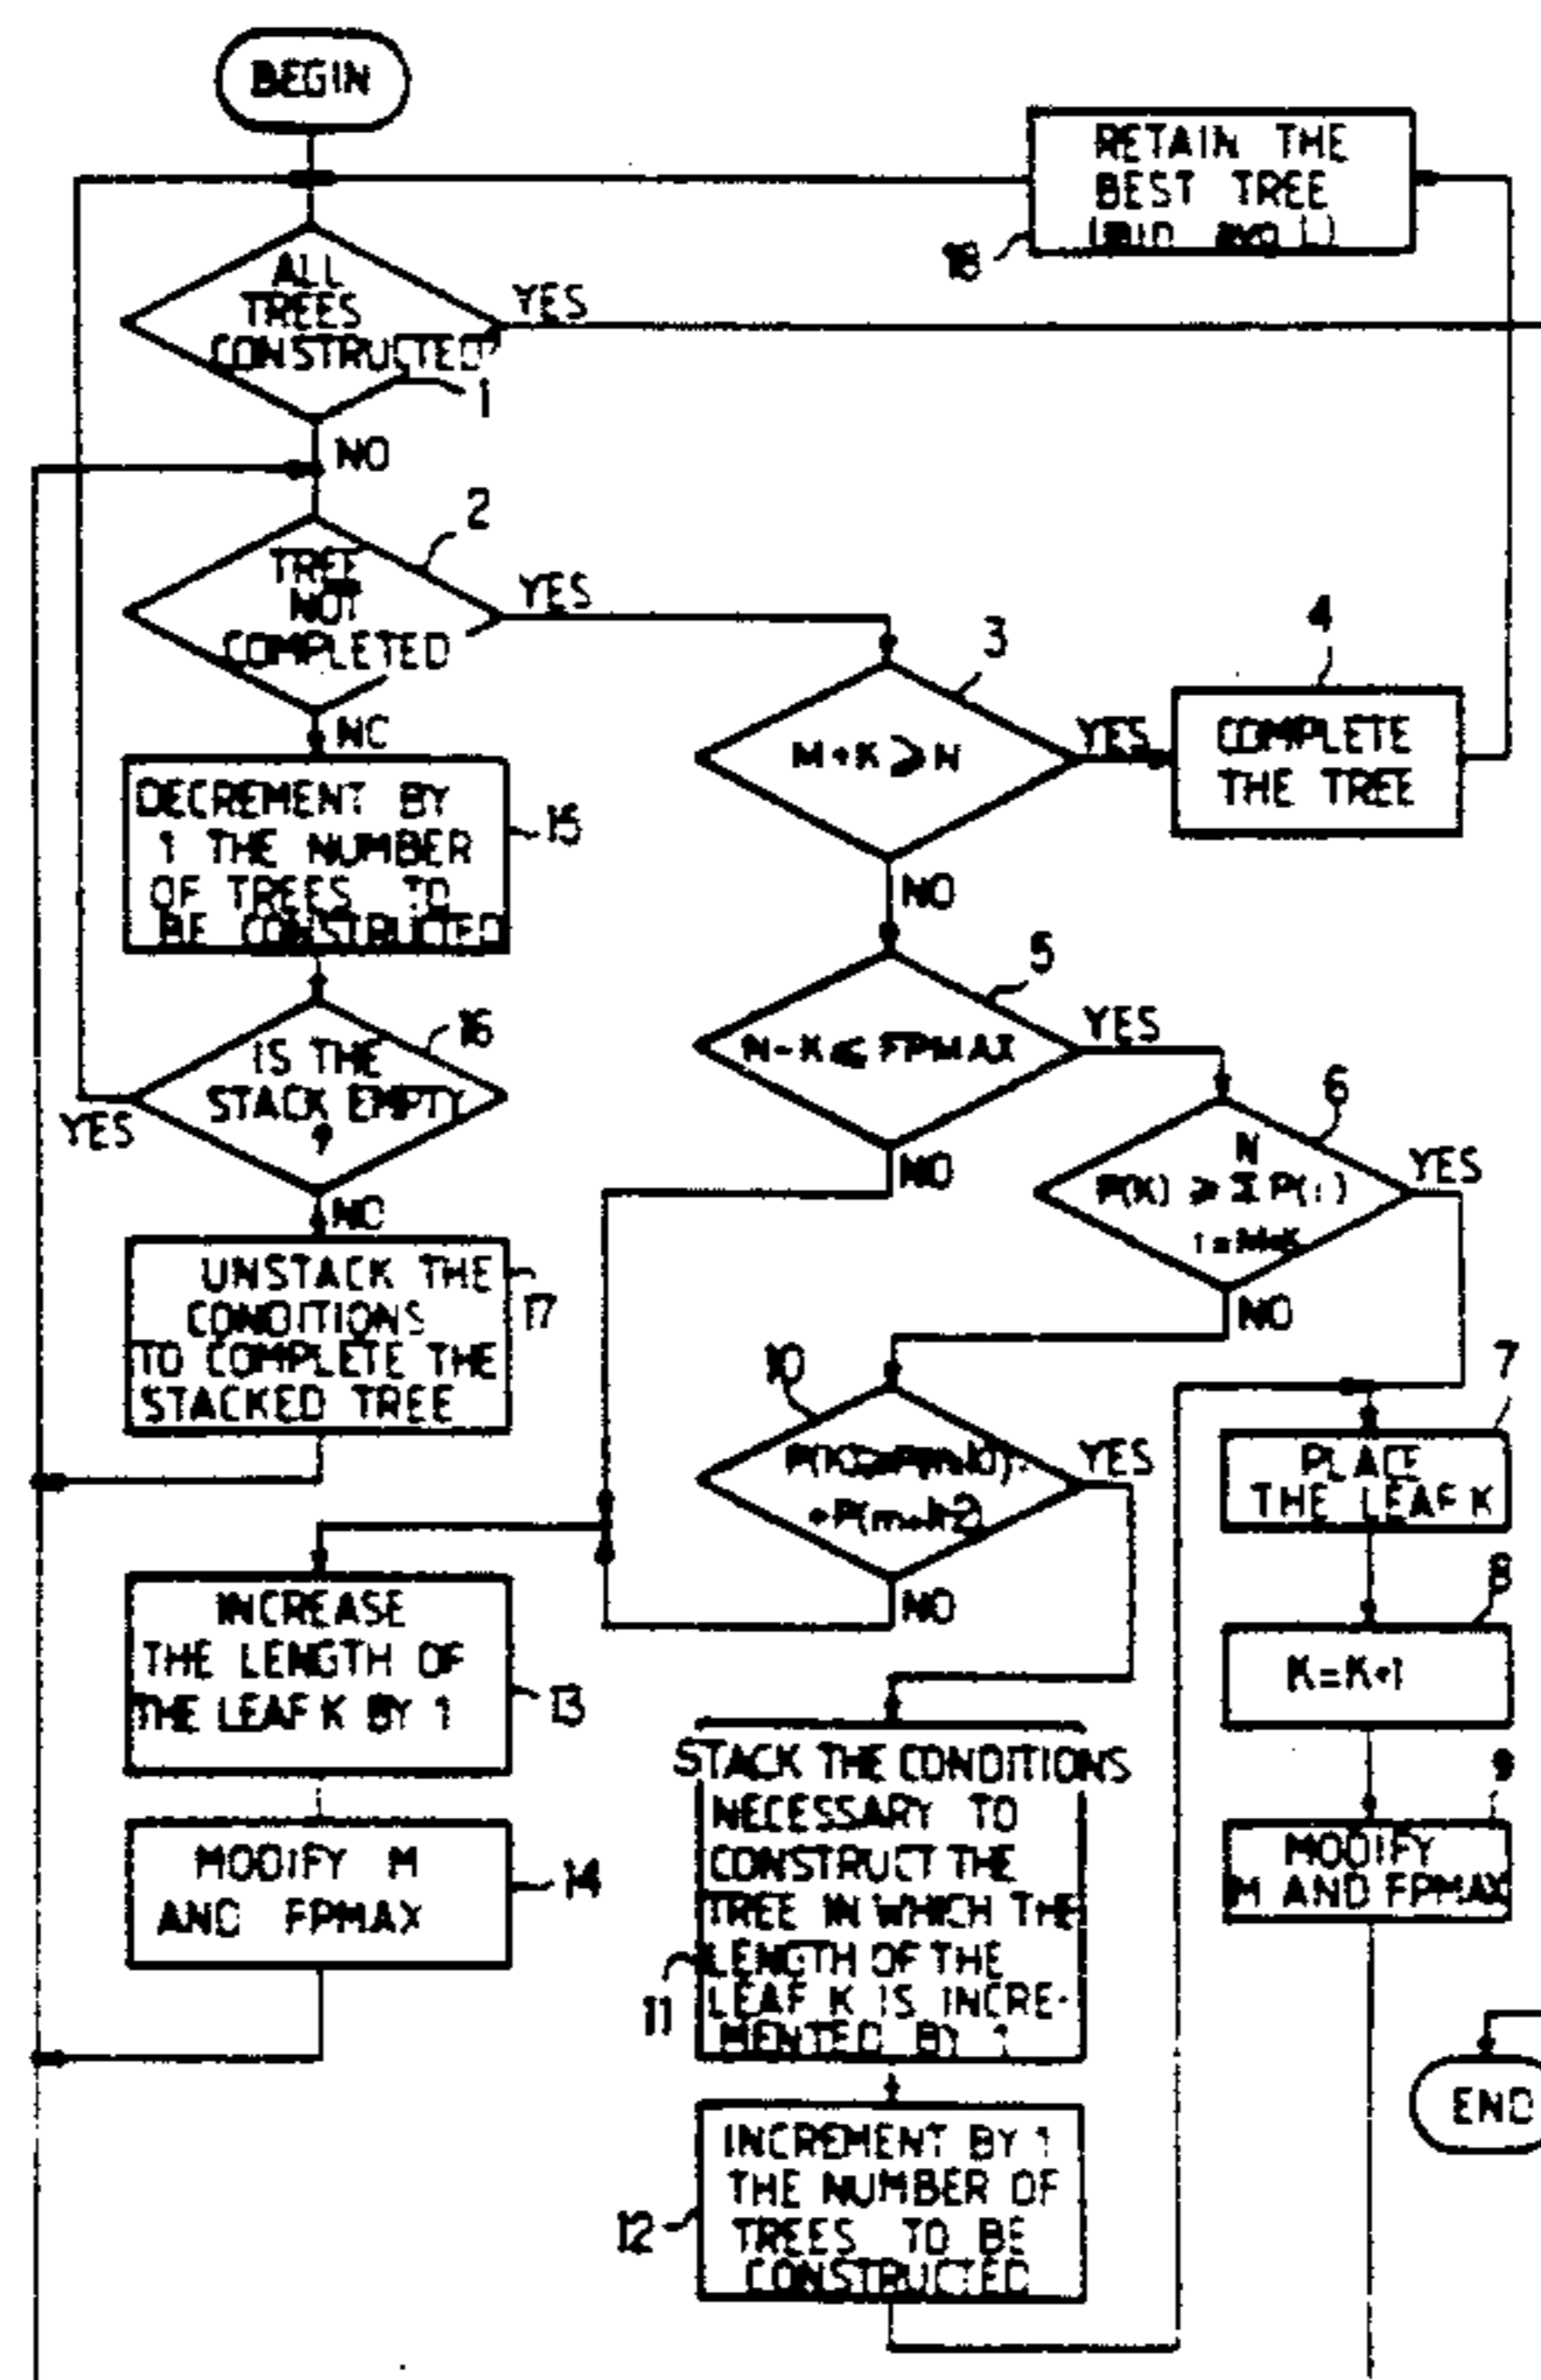 BEGIN
RETAIN THE
BEST TREE
18
ALL
TREES
CONSTRUCTED
YES
1
NO
2
TREE
NOT
COMPLETED
YES
3
4
M+K⩾N
YES
COMPLETE
THE TREE
NC
DECREMENT BY
1 THE NUMBER
OF TREES TO
BE CONSTRUCTED
15
NO
5
N-K⩽FPMAX
YES
16
IS THE
STACK EMPTY
?
YES
NO
6
N
P(K) ⩾ Σ P(i)
i=M+K
YES
NO
NO
UNSTACK THE
CONDITIONS
TO COMPLETE THE
STACKED TREE
17
10
YES
NO
7
PLACE
THE LEAF K
INCREASE
THE LENGTH OF
THE LEAF K BY 1
13
8
K=K+1
STACK THE CONDITIONS
NECESSARY TO
CONSTRUCT THE
TREE IN WHICH THE
LENGTH OF THE
LEAF K IS INCRE-
MENTED BY 1
11
9
MODIFY
M AND FPMAX
MODIFY M
AND FPMAX
14
END
INCREMENT BY 1
THE NUMBER OF
TREES TO BE
CONSTRUCTED
12